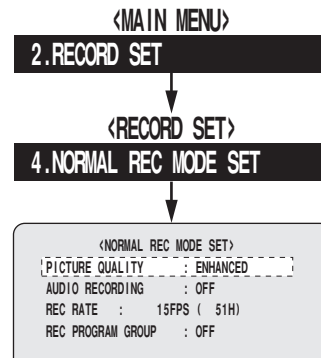 <MAIN MENU>
2.RECORD SET
<RECORD SET>
4.NORMAL REC MODE SET
<NORMAL REC MODE SET>
PICTURE QUALITY : ENHANCED
AUDIO RECORDING : OFF
REC RATE : 15FPS ( 51H)
REC PROGRAM GROUP : OFF